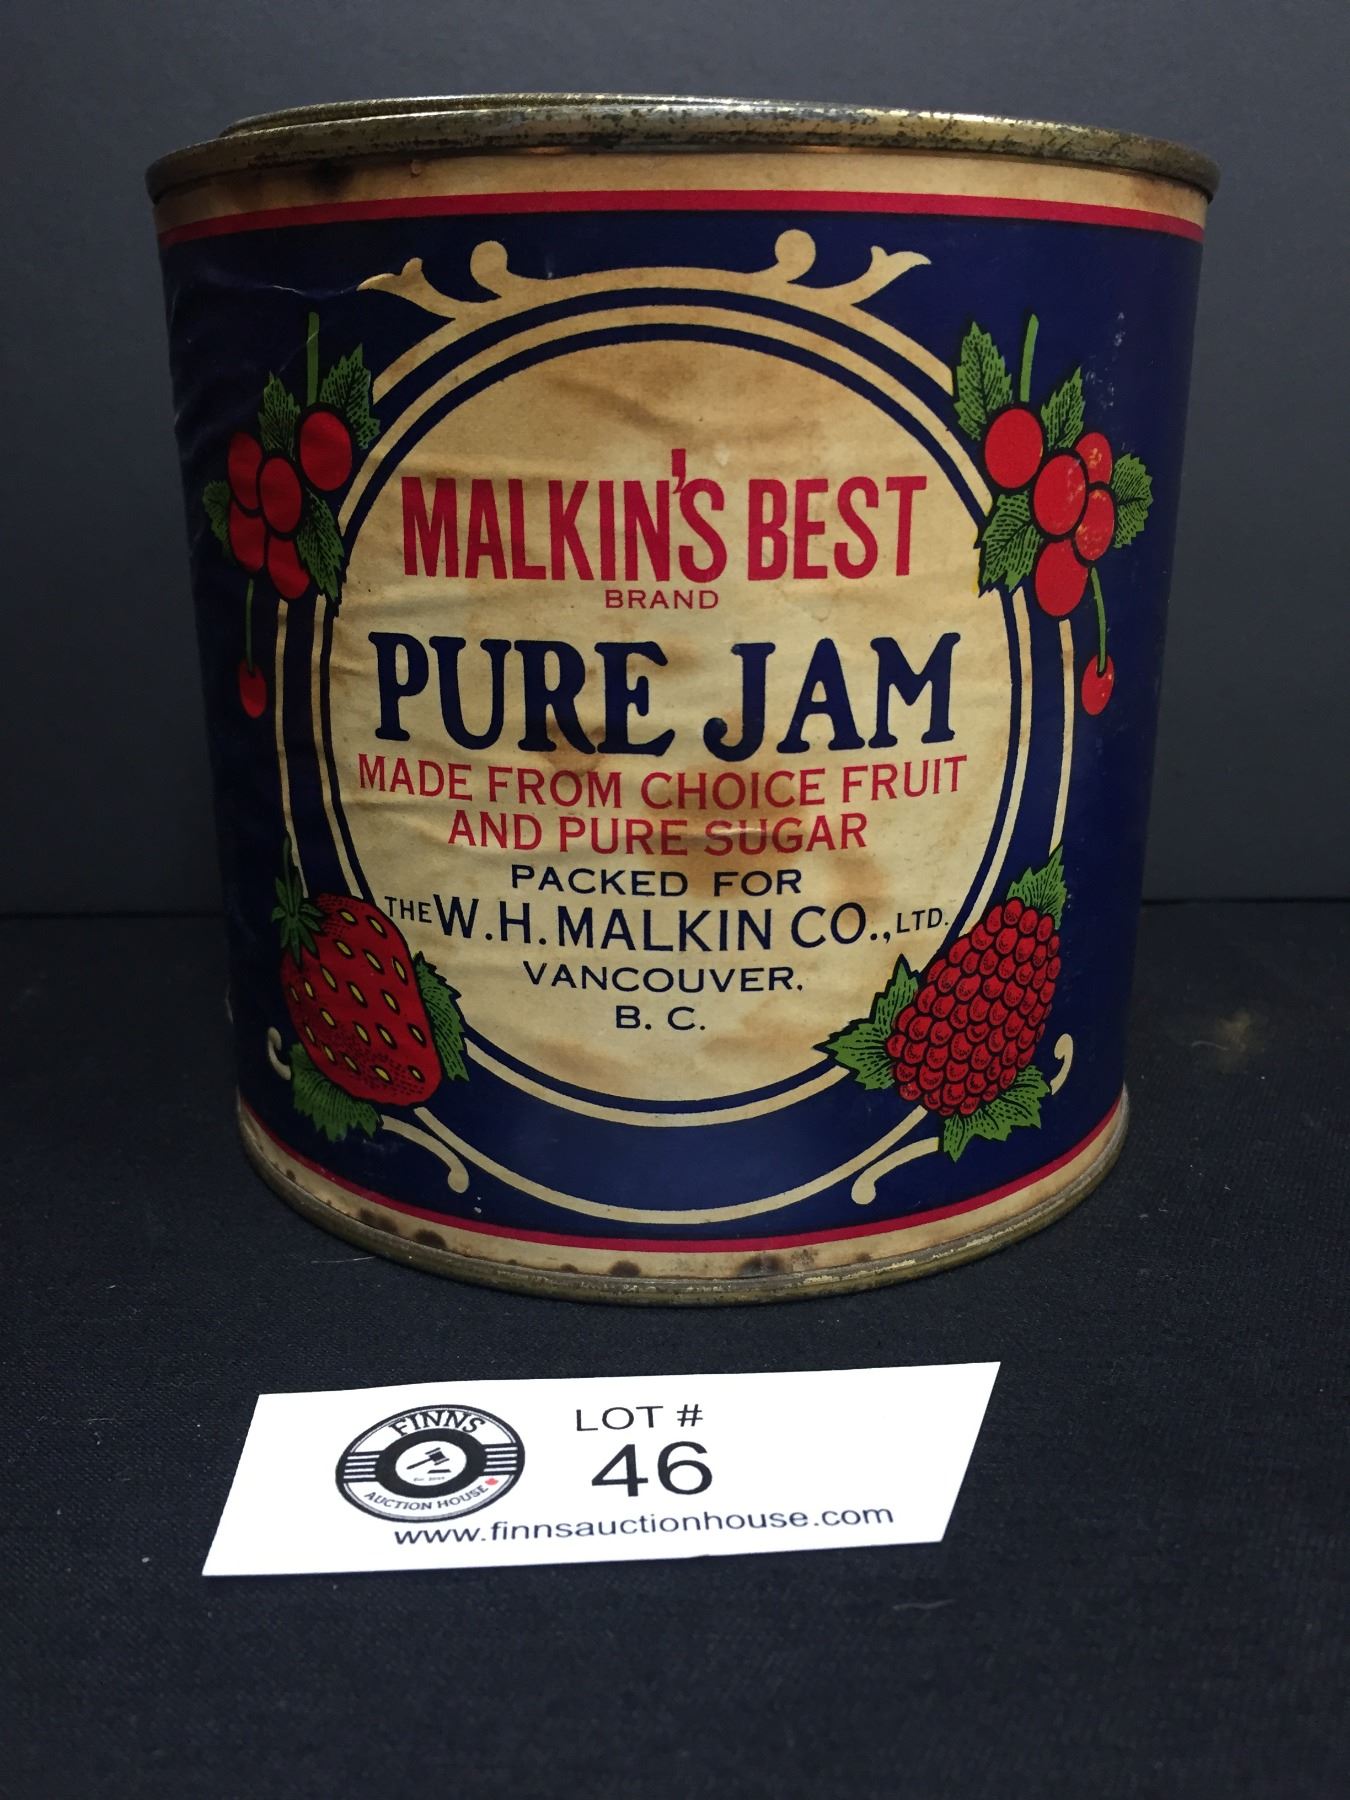 MALKIN'S BEST
BRAND
PURE JAM
MADE FROM CHOICE FRUIT
AND PURE SUGAR
PACKED FOR
THE W.H. MALKIN CO., LTD.
VANCOUVER,
B. C.
FINNS
AUCTION HOUSE
LOT #
46
www.finnsauctionhouse.com